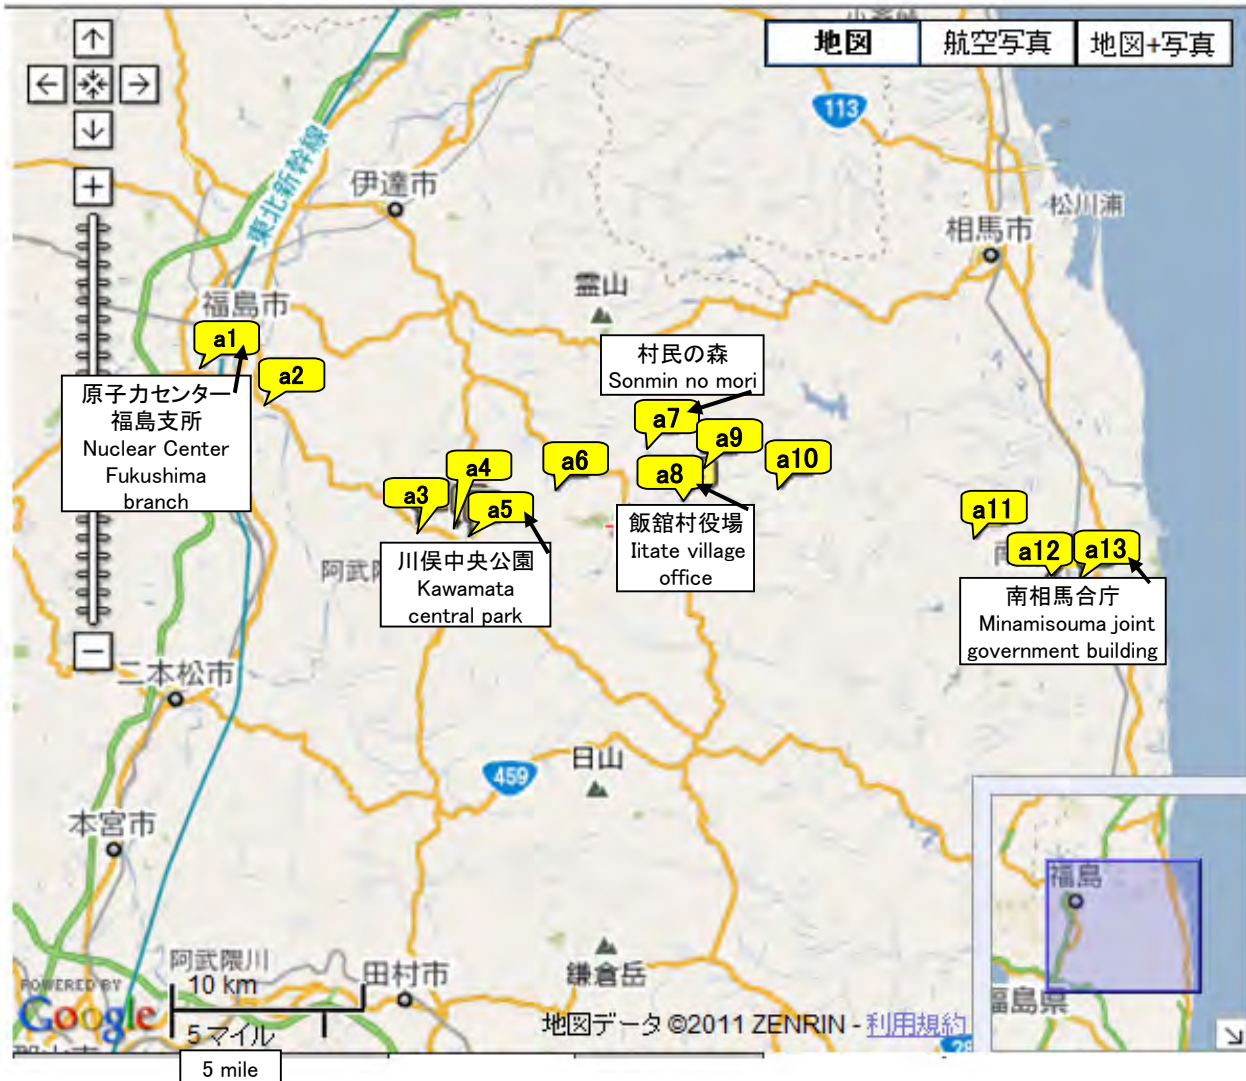 地図
航空写真
地図+写真
113
東北新幹線
伊達市
松川浦
相馬市
霊山
福島市
a1
村民の森
Sonmin no mori
a2
原子力センター
福島支所
Nuclear Center
Fukushima
branch
a7
a9
a6
a10
a4
a8
a3
a5
a11
飯舘村役場
Iitate village
office
川俣中央公園
Kawamata
central park
阿武
南
a12
a13
南相馬合庁
Minamisouma joint
government building
二本松市
日山
459
本宮市
福島
阿武隈川
田村市
鎌倉岳
10 km
POWERED BY
Google
5 マイル
5 mile
地図データ ©2011 ZENRIN - 利用規約
福島県